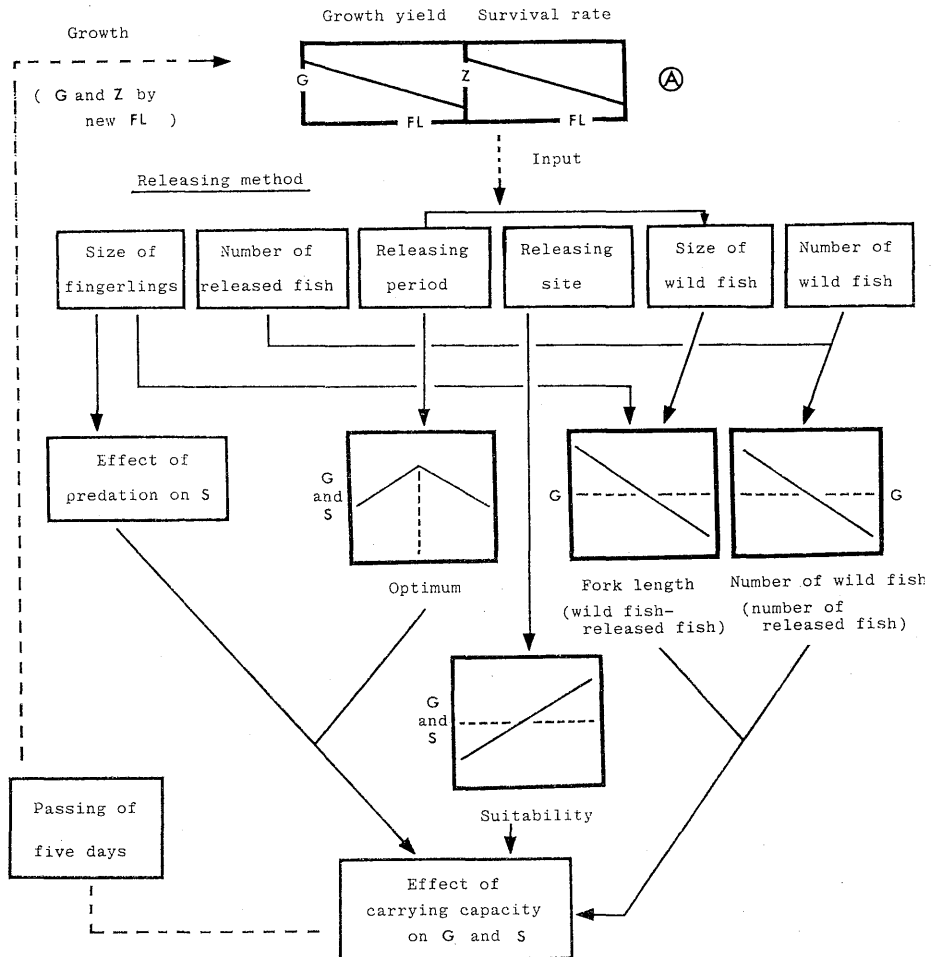 Growth yield Survival rate
Growth
G
Z
Ⓐ
( G and Z by
new FL )
FL
FL
Input
Releasing method
Size of
fingerlings
Number of
released fish
Releasing
period
Releasing
site
Size of
wild fish
Number of
wild fish
Effect of
predation on S
G
and
S
Optimum
G
Fork length
(wild fish-
released fish)
G
Number of wild fish
(number of
released fish)
G
and
S
Suitability
Passing of
five days
Effect of
carrying capacity
on G and S